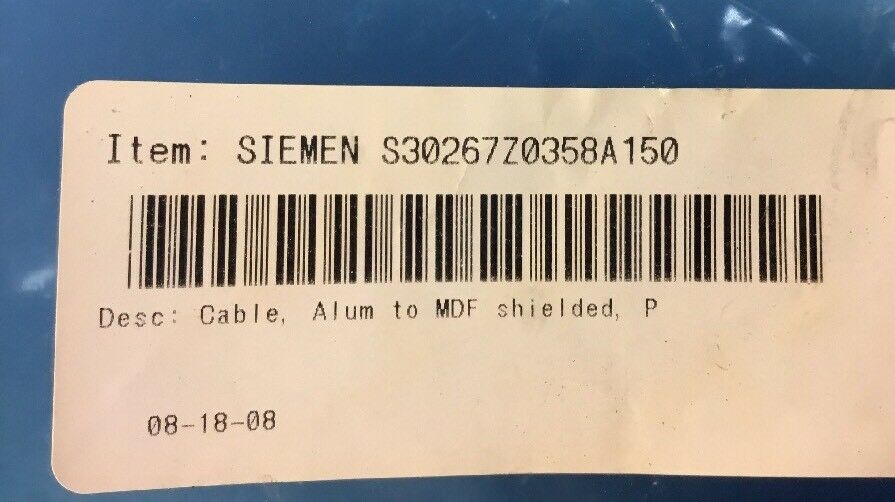 Item: SIEMEN S30267Z0358A150
Desc: Cable, Alum to MDF shielded, P
08-18-08